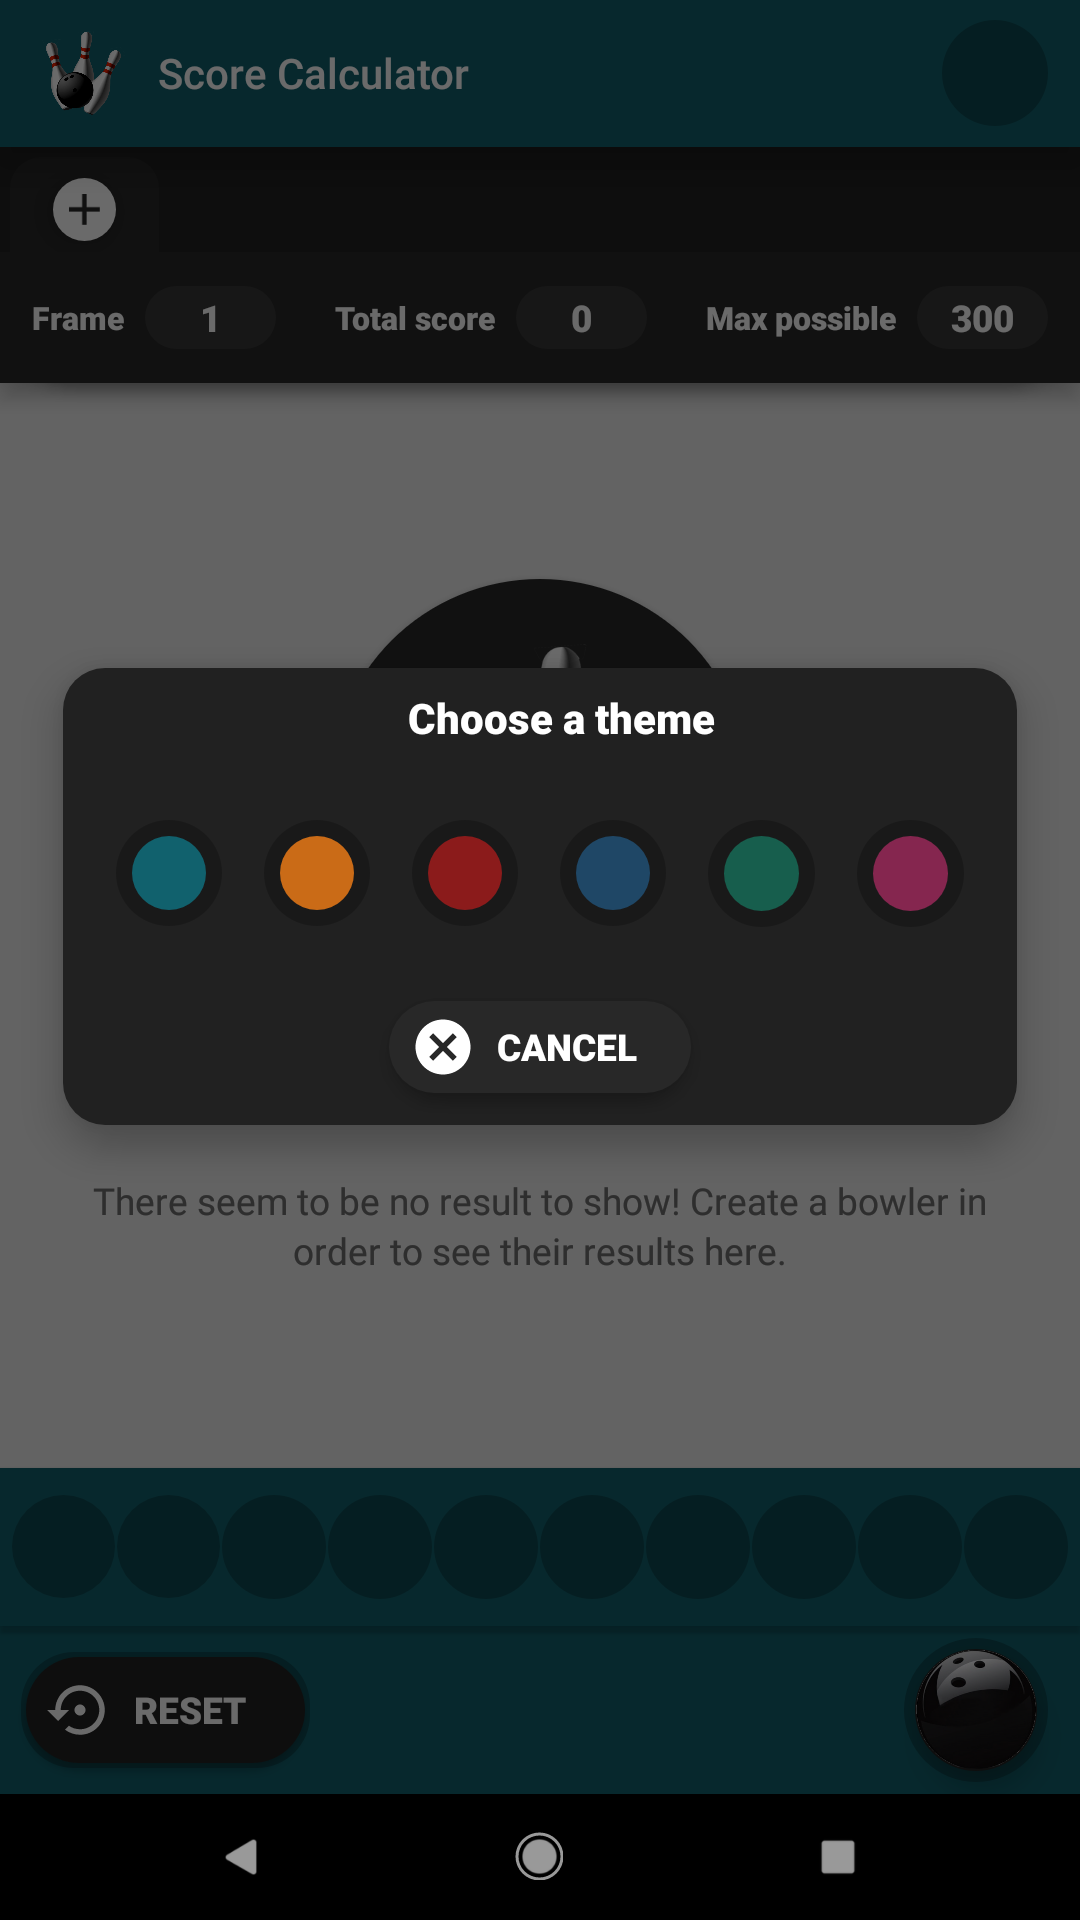 Score Calculator
Frame 1 Total score 0 Max possible 300
Choose a theme
CANCEL
There seem to be no result to show! Create a bowler in
order to see their results here.
RESET